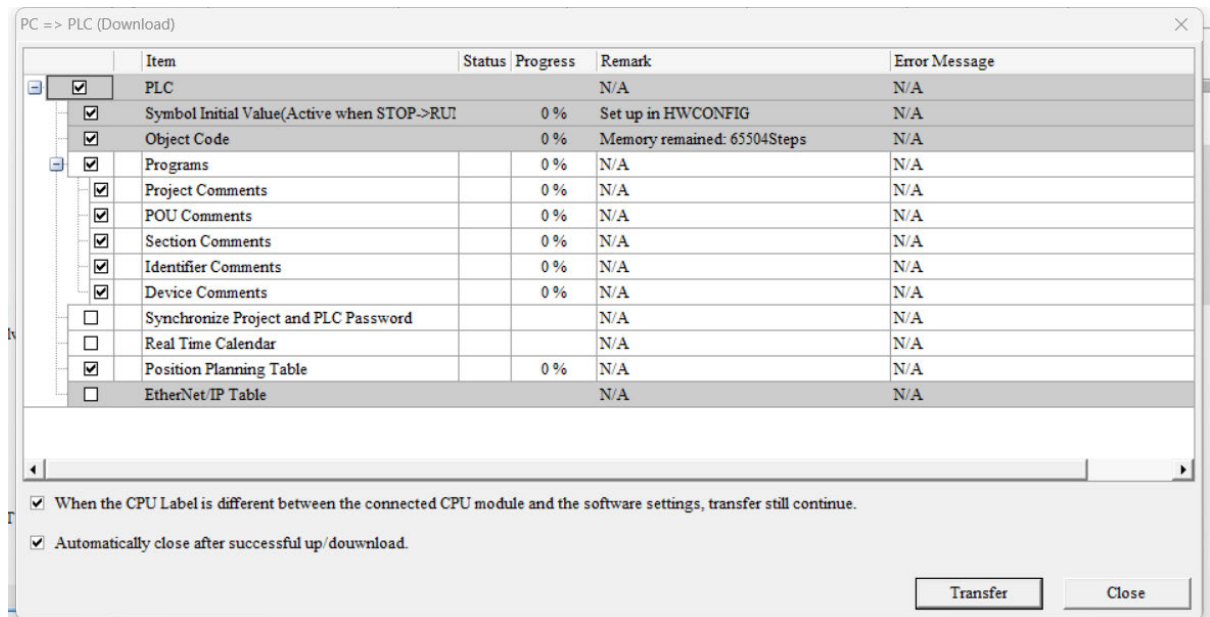 PC => PLC (Download)
Item Status Progress Remark Error Message
PLC N/A N/A
Symbol Initial Value(Active when STOP->RU 0 % Set up in HWCONFIG N/A
Object Code 0 % Memory remained: 65504Steps N/A
Programs 0 % N/A N/A
Project Comments 0 % N/A N/A
POU Comments 0 % N/A N/A
Section Comments 0 % N/A N/A
Identifier Comments 0 % N/A N/A
Device Comments 0 % N/A N/A
Synchronize Project and PLC Password N/A N/A
Real Time Calendar N/A N/A
Position Planning Table 0 % N/A N/A
EtherNet/IP Table N/A N/A
When the CPU Label is different between the connected CPU module and the software settings, transfer still continue.
Automatically close after successful up/douwnload.
Transfer Close